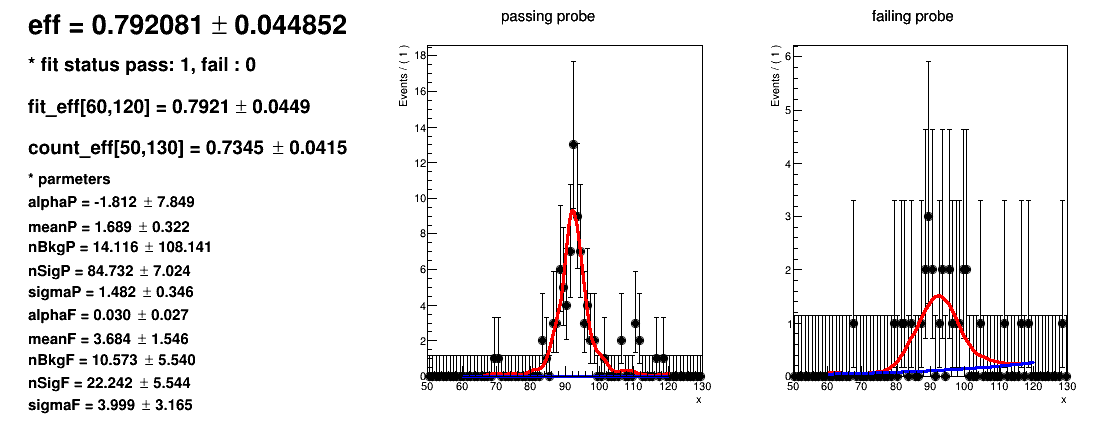 eff = 0.792081 ± 0.044852
* fit status pass: 1, fail : 0
fit_eff[60,120] = 0.7921 ± 0.0449
count_eff[50,130] = 0.7345 ± 0.0415
* parmeters
alphaP = -1.812 ± 7.849
meanP = 1.689 ± 0.322
nBkgP = 14.116 ± 108.141
nSigP = 84.732 ± 7.024
sigmaP = 1.482 ± 0.346
alphaF = 0.030 ± 0.027
meanF = 3.684 ± 1.546
nBkgF = 10.573 ± 5.540
nSigF = 22.242 ± 5.544
sigmaF = 3.999 ± 3.165
passing probe
Events / ( 1 )
18
16
14
12
10
8
6
4
2
0
50 60 70 80 90 100 110 120 130
x
failing probe
Events / ( 1 )
6
5
4
3
2
1
0
50 60 70 80 90 100 110 120 130
x